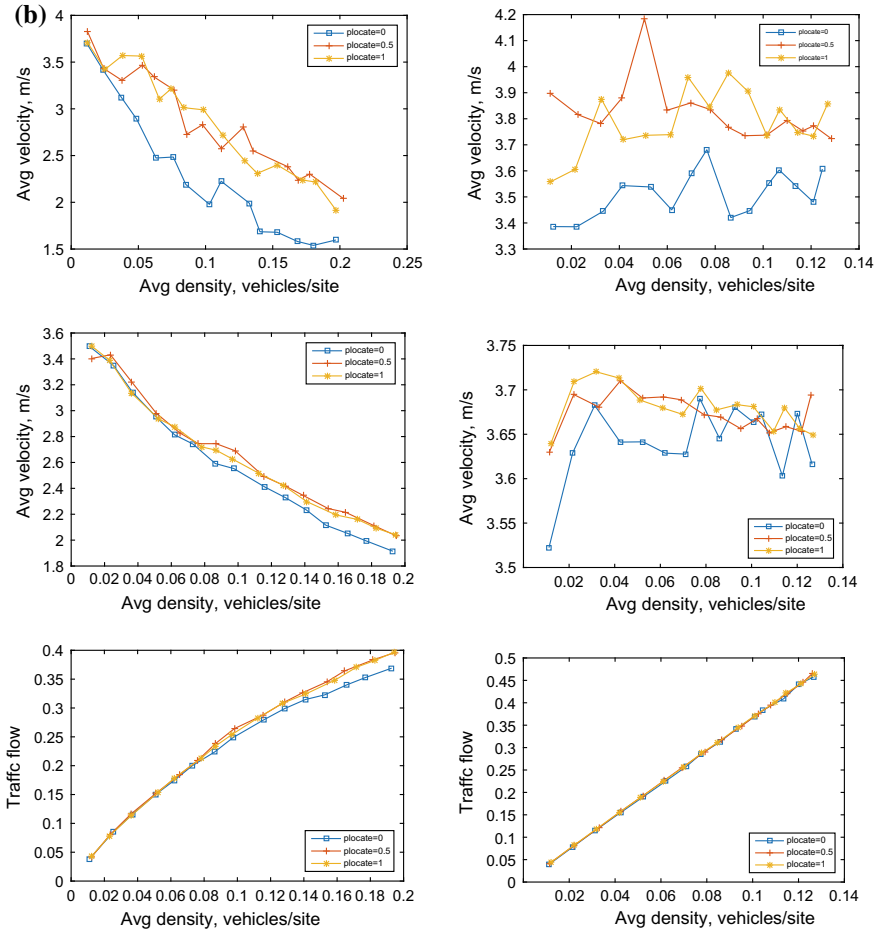 (b)
4.2
4.1
4
3.9
3.8
3.7
3.6
3.5
3.4
3.3
Avg velocity, m/s
plocate=0
plocate=0.5
plocate=1
0.02 0.04 0.06 0.08 0.1 0.12 0.14
Avg density, vehicles/site
4
3.5
3
2.5
2
1.5
Avg velocity, m/s
plocate=0
plocate=0.5
plocate=1
0 0.05 0.1 0.15 0.2 0.25
Avg density, vehicles/site
3.6
3.4
3.2
3
2.8
2.6
2.4
2.2
2
1.8
Avg velocity, m/s
plocate=0
plocate=0.5
plocate=1
0 0.02 0.04 0.06 0.08 0.1 0.12 0.14 0.16 0.18 0.2
Avg density, vehicles/site
3.75
3.7
3.65
3.6
3.55
3.5
Avg velocity, m/s
plocate=0
plocate=0.5
plocate=1
0 0.02 0.04 0.06 0.08 0.1 0.12 0.14
Avg density, vehicles/site
0.4
0.35
0.3
0.25
0.2
0.15
0.1
0.05
0
Traffc flow
plocate=0
plocate=0.5
plocate=1
0 0.02 0.04 0.06 0.08 0.1 0.12 0.14 0.16 0.18 0.2
Avg density, vehicles/site
0.5
0.45
0.4
0.35
0.3
0.25
0.2
0.15
0.1
0.05
0
Traffc flow
plocate=0
plocate=0.5
plocate=1
0 0.02 0.04 0.06 0.08 0.1 0.12 0.14
Avg density, vehicles/site